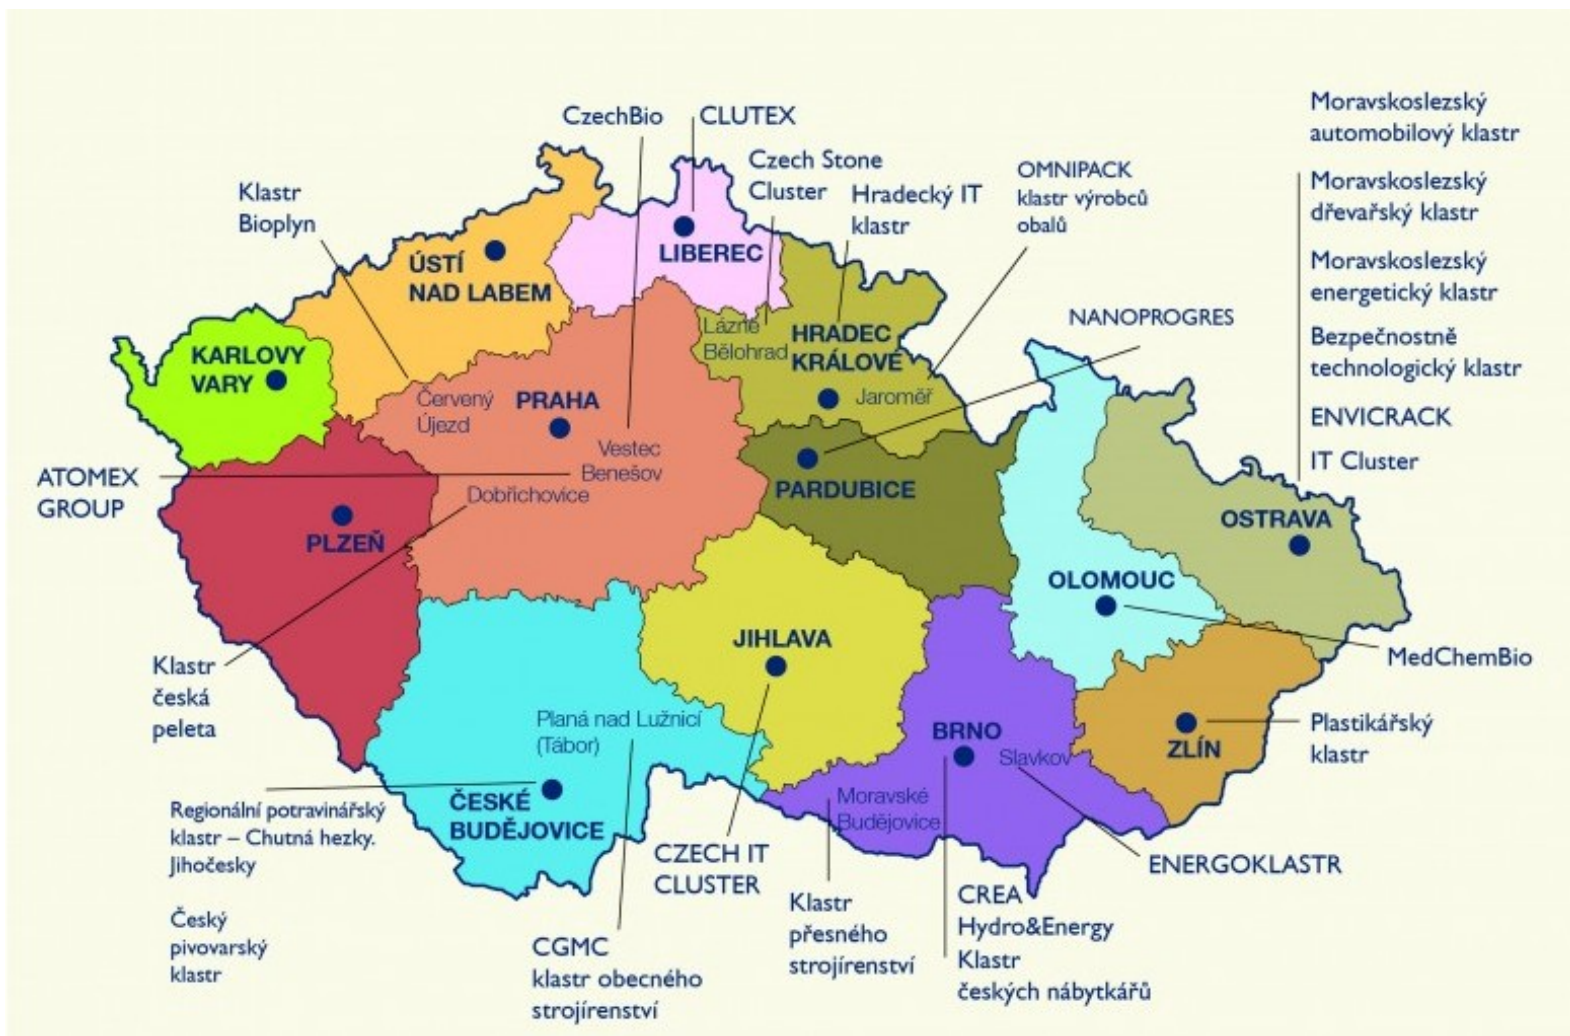 CzechBio
CLUTEX
Moravskoslezský
automobilový klastr
Czech Stone
Cluster
OMNIPACK
klastr výrobců
obalů
Hradecký IT
klastr
Klastr
Bioplyn
Moravskoslezský
dřevařský klastr
Moravskoslezský
energetický klastr
NANOPROGRES
Bezpečnostně
technologický klastr
ENVICRACK
IT Cluster
LIBEREC
ÚSTÍ
NAD LABEM
Lázně
Bělohrad
HRADEC
KRÁLOVÉ
KARLOVY
VARY
Červený
Újezd
PRAHA
Jaroměř
Vestec
Benešov
Dobřichovice
ATOMEX
GROUP
PARDUBICE
PLZEŇ
OSTRAVA
OLOMOUC
JIHLAVA
MedChemBio
Klastr
česká
peleta
Planá nad Lužnicí
(Tábor)
BRNO
Slavkov
ZLÍN
Plastikářský
klastr
Regionální potravinářský
klastr – Chutná hezky.
Jihočesky
ČESKÉ
BUDĚJOVICE
Moravské
Budějovice
CZECH IT
CLUSTER
ENERGOKLASTR
Český
pivovarský
klastr
CGMC
klastr obecného
strojírenství
Klastr
přesného
strojírenství
CREA
Hydro&Energy
Klastr
českých nábytkářů